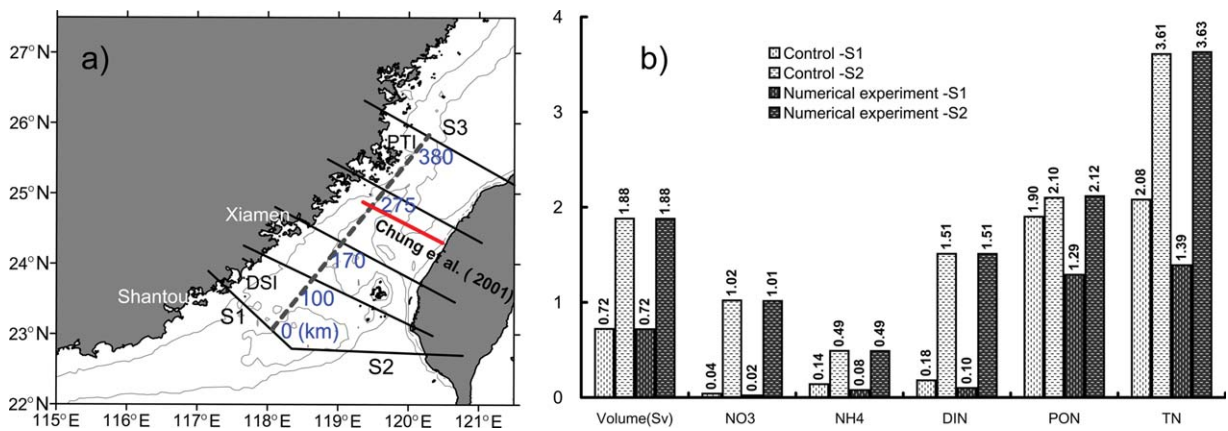 a)
27°N
26°N
25°N
24°N
23°N
22°N
115°E 116°E 117°E 118°E 119°E 120°E 121°E
S3
PTI
380
275
Xiamen
Chung et al. ( 2001)
170
DSI
100
Shantou
S1
0 (km)
S2
b)
Control -S1
Control -S2
Numerical experiment -S1
Numerical experiment -S2
4
3
2
1
0
0.72 1.88 0.72 1.88
0.04 1.02 0.02 1.01
0.14 0.49 0.08 0.49
0.18 1.51 0.10 1.51
1.90 2.10 1.29 2.12
2.08 3.61 1.39 3.63
Volume(Sv) NO3 NH4 DIN PON TN